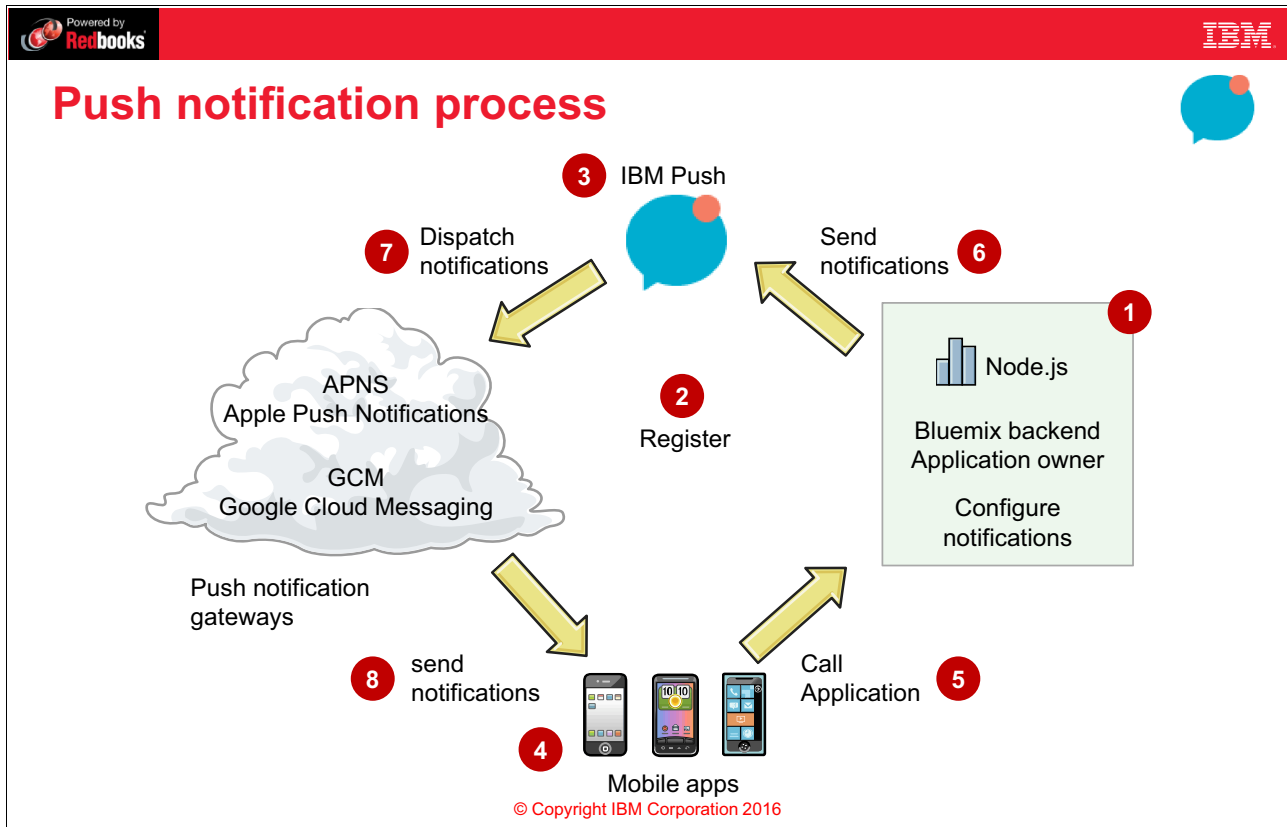 Powered by
Redbooks
IBM
Push notification process
3 IBM Push
7 Dispatch
notifications
Send
notifications 6
1
Node.js
Bluemix backend
Application owner
Configure
notifications
2
Register
APNS
Apple Push Notifications
GCM
Google Cloud Messaging
Push notification
gateways
8 send
notifications
Call
Application 5
10 10
4
Mobile apps
© Copyright IBM Corporation 2016